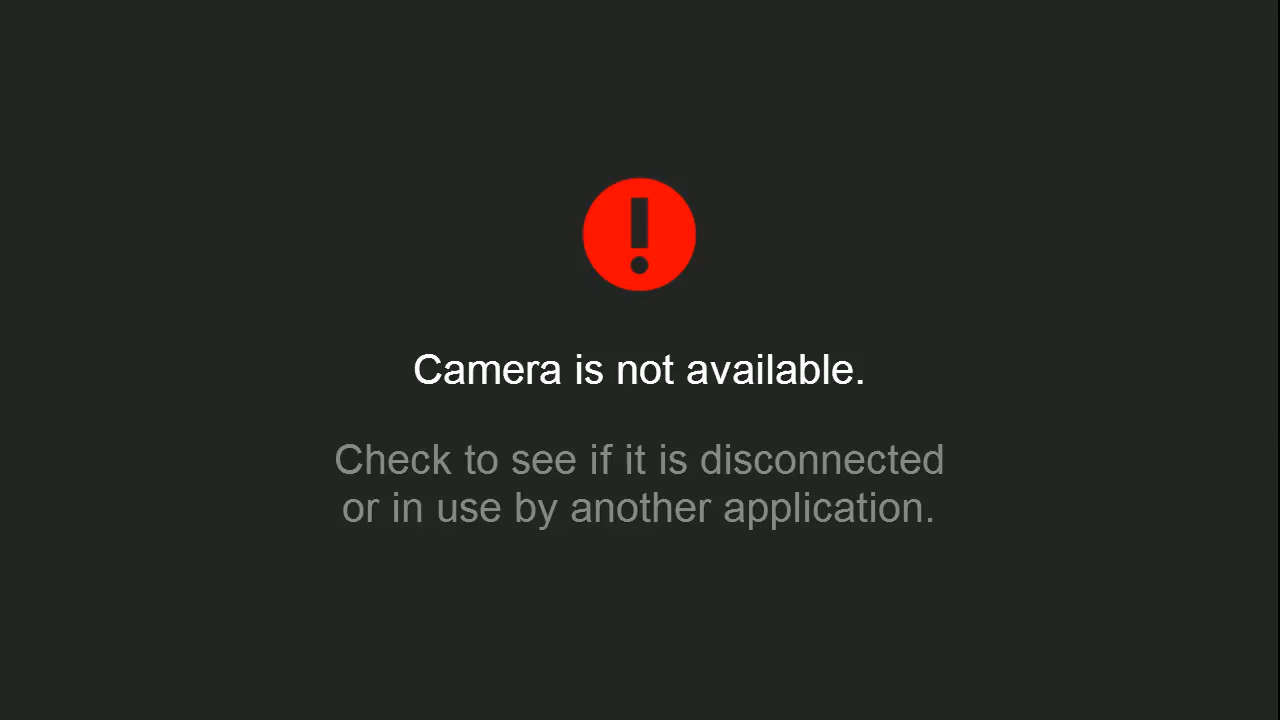 Camera is not available.
Check to see if it is disconnected
or in use by another application.